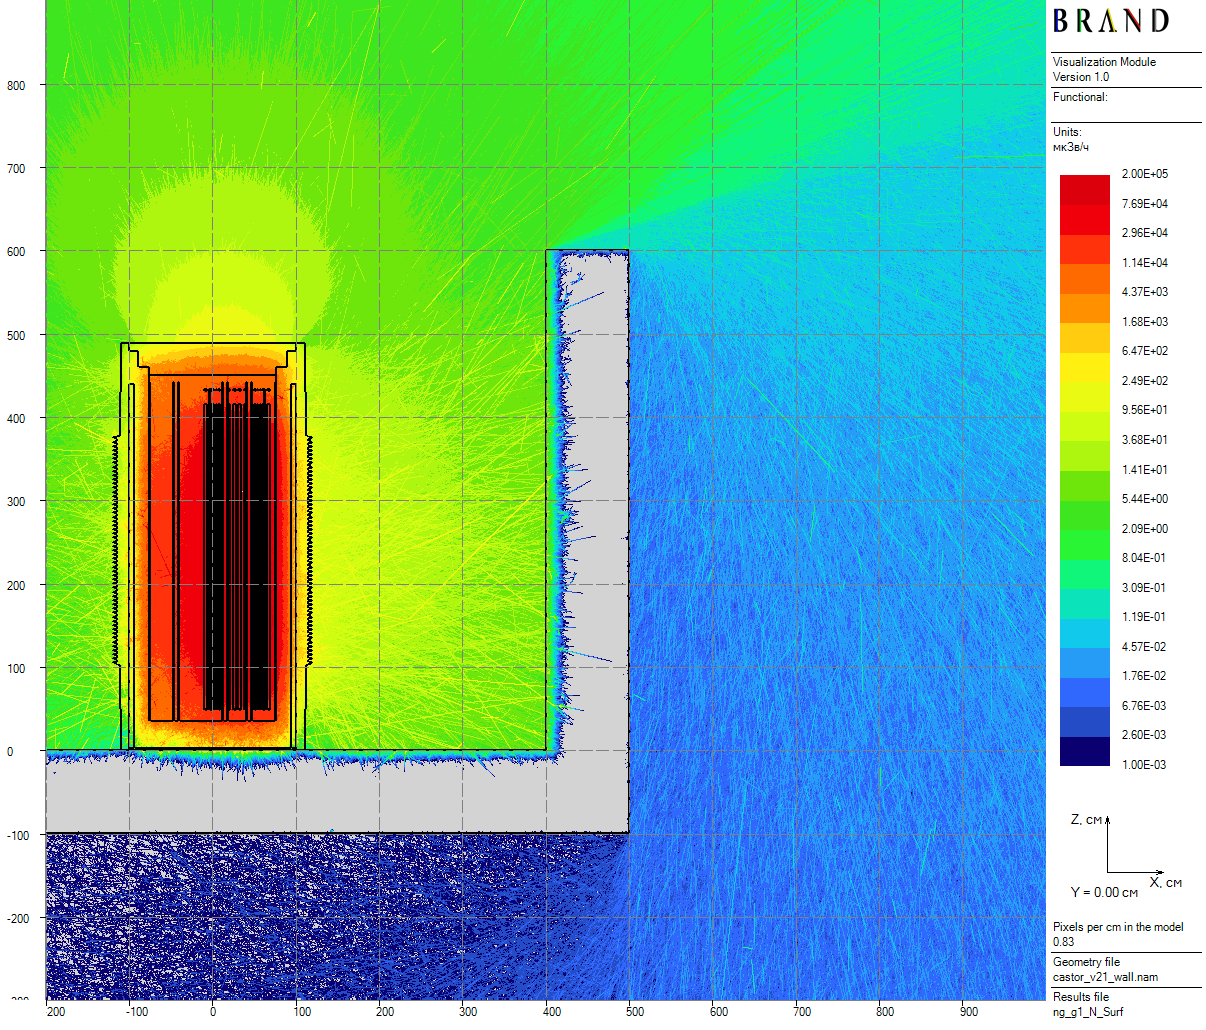 BRAND
Visualization Module
Version 1.0
Functional:
Units:
мкЗв/ч
2.00E+05
7.69E+04
2.96E+04
1.14E+04
4.37E+03
1.68E+03
6.47E+02
2.49E+02
9.56E+01
3.68E+01
1.41E+01
5.44E+00
2.09E+00
8.04E-01
3.09E-01
1.19E-01
4.57E-02
1.76E-02
6.76E-03
2.60E-03
1.00E-03
Z, см
X, см
Y = 0.00 см
Pixels per cm in the model
0.83
Geometry file
castor_v21_wall.nam
Results file
ng_g1_N_Surf
800
700
600
500
400
300
200
100
0
-100
-200
200 -100 0 100 200 300 400 500 600 700 800 900